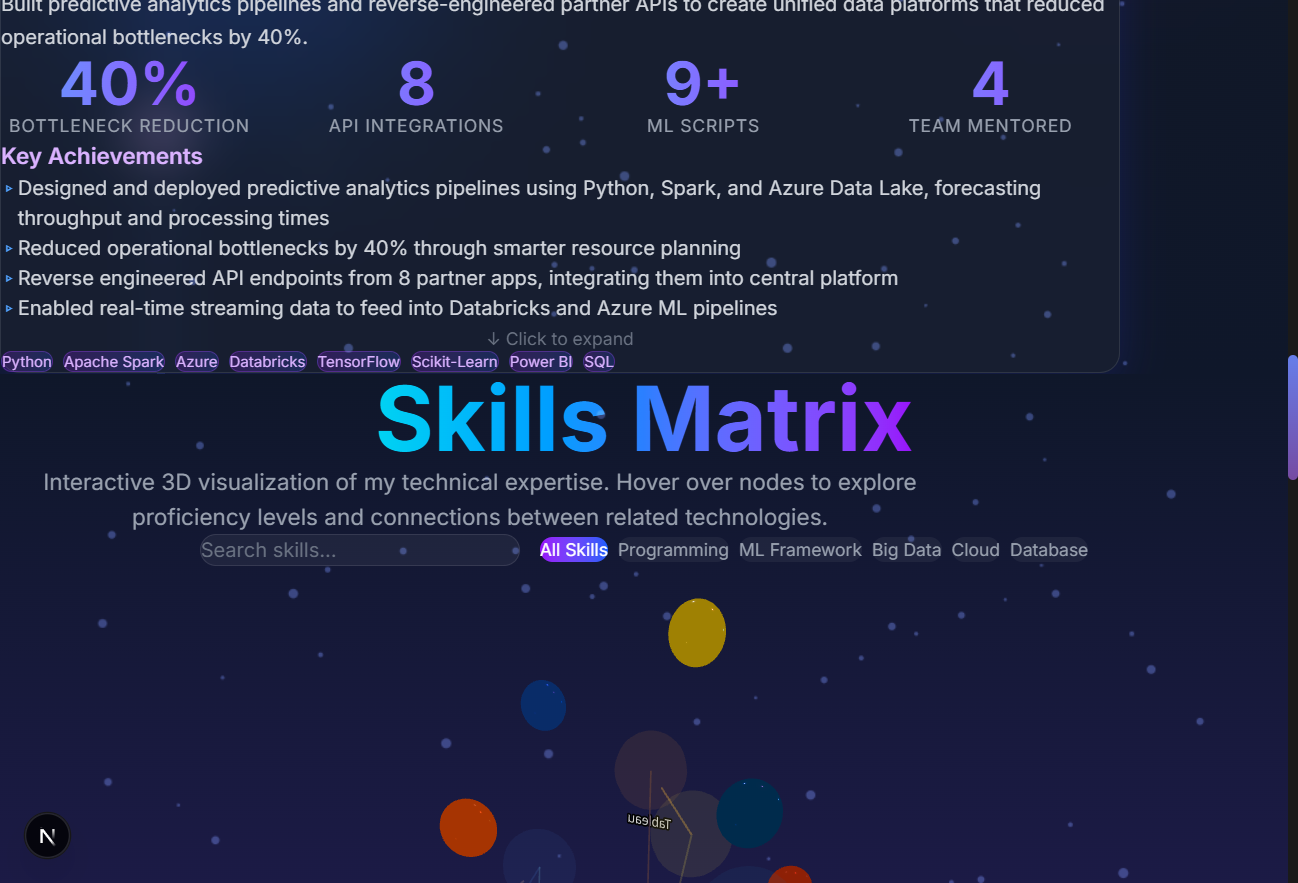 Built predictive analytics pipelines and reverse-engineered partner APIs to create unified data platforms that reduced
operational bottlenecks by 40%.
40% 8 9+ 4
BOTTLENECK REDUCTION API INTEGRATIONS ML SCRIPTS TEAM MENTORED
Key Achievements
▹ Designed and deployed predictive analytics pipelines using Python, Spark, and Azure Data Lake, forecasting
throughput and processing times
▹ Reduced operational bottlenecks by 40% through smarter resource planning
▹ Reverse engineered API endpoints from 8 partner apps, integrating them into central platform
▹ Enabled real-time streaming data to feed into Databricks and Azure ML pipelines
↓ Click to expand
Python Apache Spark Azure Databricks TensorFlow Scikit-Learn Power BI SQL
Skills Matrix
Interactive 3D visualization of my technical expertise. Hover over nodes to explore
proficiency levels and connections between related technologies.
Search skills... All Skills Programming ML Framework Big Data Cloud Database
Tableau
N